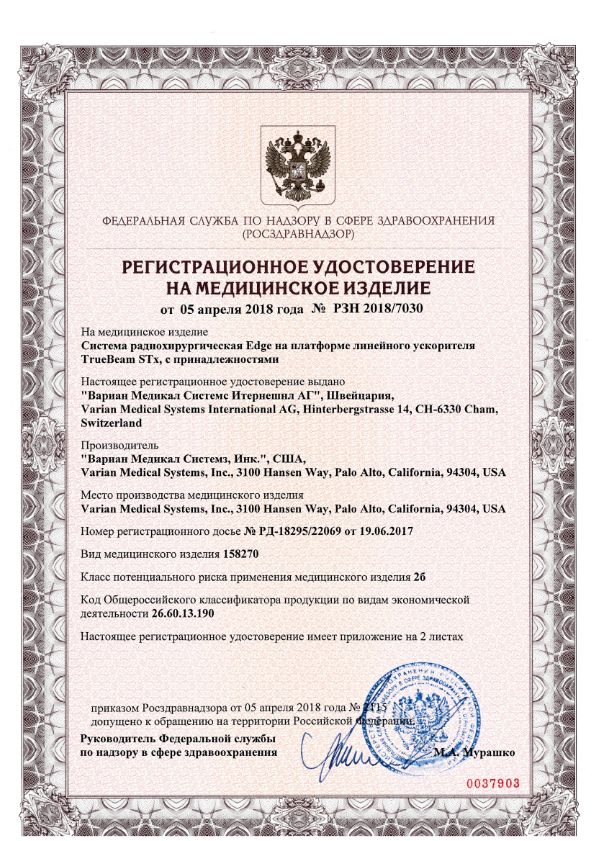 ФЕДЕРАЛЬНАЯ СЛУЖБА ПО НАДЗОРУ В СФЕРЕ ЗДРАВООХРАНЕНИЯ
(РОСЗДРАВНАДЗОР)
РЕГИСТРАЦИОННОЕ УДОСТОВЕРЕНИЕ
НА МЕДИЦИНСКОЕ ИЗДЕЛИЕ
от 05 апреля 2018 года № РЗН 2018/7030
На медицинское изделие
Система радиохирургическая Edge на платформе линейного ускорителя
TrueBeam STx, с принадлежностями
Настоящее регистрационное удостоверение выдано
"Вариан Медикал Системс Итернешнл АГ", Швейцария,
Varian Medical Systems International AG, Hinterbergstrasse 14, CH-6330 Cham,
Switzerland
Производитель
"Вариан Медикал Системз, Инк.", США,
Varian Medical Systems, Inc., 3100 Hansen Way, Palo Alto, California, 94304, USA
Место производства медицинского изделия
Varian Medical Systems, Inc., 3100 Hansen Way, Palo Alto, California, 94304, USA
Номер регистрационного досье № РД-18295/22069 от 19.06.2017
Вид медицинского изделия 158270
Класс потенциального риска применения медицинского изделия 2б
Код Общероссийского классификатора продукции по видам экономической
деятельности 26.60.13.190
Настоящее регистрационное удостоверение имеет приложение на 2 листах
приказом Росздравнадзора от 05 апреля 2018 года № 2115
допущено к обращению на территории Российской Федерации.
Руководитель Федеральной службы
по надзору в сфере здравоохранения
М.А. Мурашко
0037903